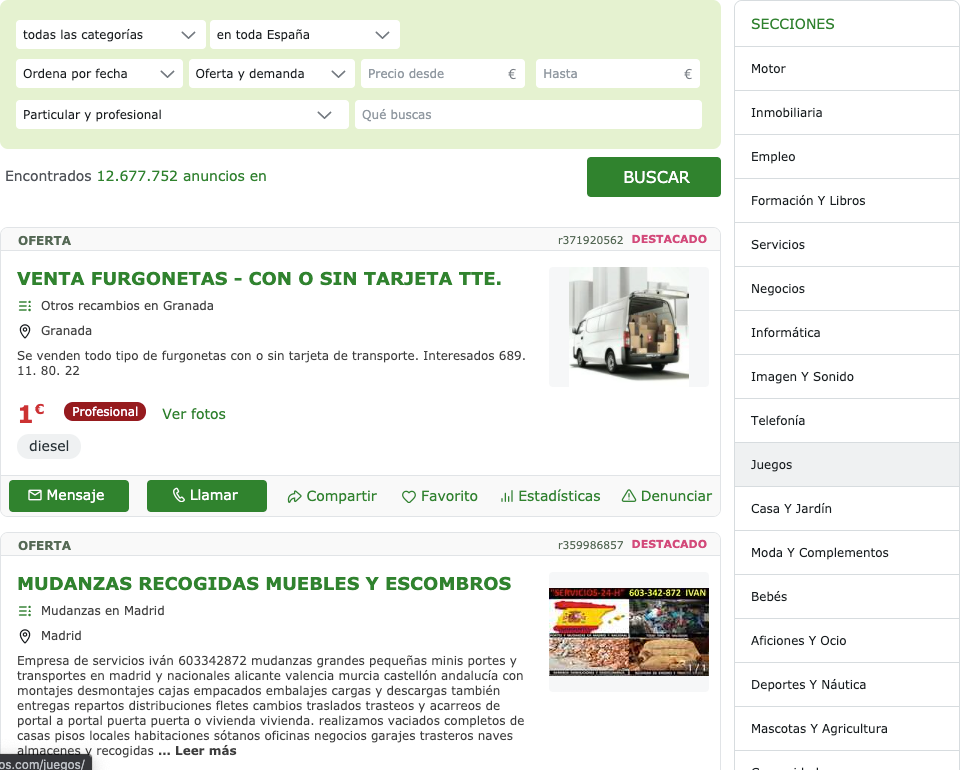 todas las categorías
en toda España
Ordena por fecha
Oferta y demanda
Precio desde €
Hasta €
Particular y profesional
Qué buscas
Encontrados 12.677.752 anuncios en
BUSCAR
OFERTA
r371920562 DESTACADO
VENTA FURGONETAS - CON O SIN TARJETA TTE.
Otros recambios en Granada
Granada
Se venden todo tipo de furgonetas con o sin tarjeta de transporte. Interesados 689.
11. 80. 22
1€
Profesional
Ver fotos
diesel
Mensaje
Llamar
Compartir
Favorito
Estadísticas
Denunciar
OFERTA
r359986857 DESTACADO
MUDANZAS RECOGIDAS MUEBLES Y ESCOMBROS
Mudanzas en Madrid
Madrid
Empresa de servicios iván 603342872 mudanzas grandes pequeñas minis portes y
transportes en madrid y nacionales alicante valencia murcia castellón andalucía con
montajes desmontajes cajas empacados embalajes cargas y descargas también
entregas repartos distribuciones fletes cambios traslados trasteos y acarreos de
portal a portal puerta puerta o vivienda vivienda. realizamos vaciados completos de
casas pisos locales habitaciones sótanos oficinas negocios garajes trasteros naves
almacenes y recogidas ... Leer más
"SERVICIOS-24-H" 603-342-872 IVAN
1/1
os.com/juegos/
SECCIONES
Motor
Inmobiliaria
Empleo
Formación Y Libros
Servicios
Negocios
Informática
Imagen Y Sonido
Telefonía
Juegos
Casa Y Jardín
Moda Y Complementos
Bebés
Aficiones Y Ocio
Deportes Y Náutica
Mascotas Y Agricultura